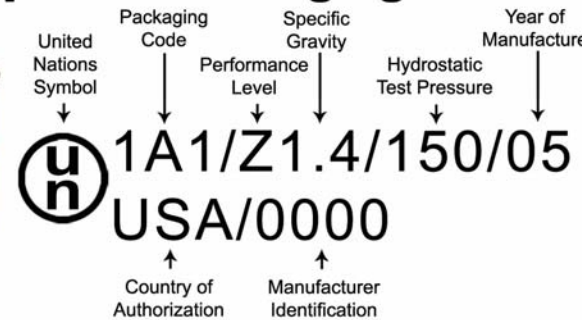 Packaging Code
Specific Gravity
Year of Manufacture
United Nations Symbol
Performance Level
Hydrostatic Test Pressure
un
1A1/Z1.4/150/05
USA/0000
Country of Authorization
Manufacturer Identification